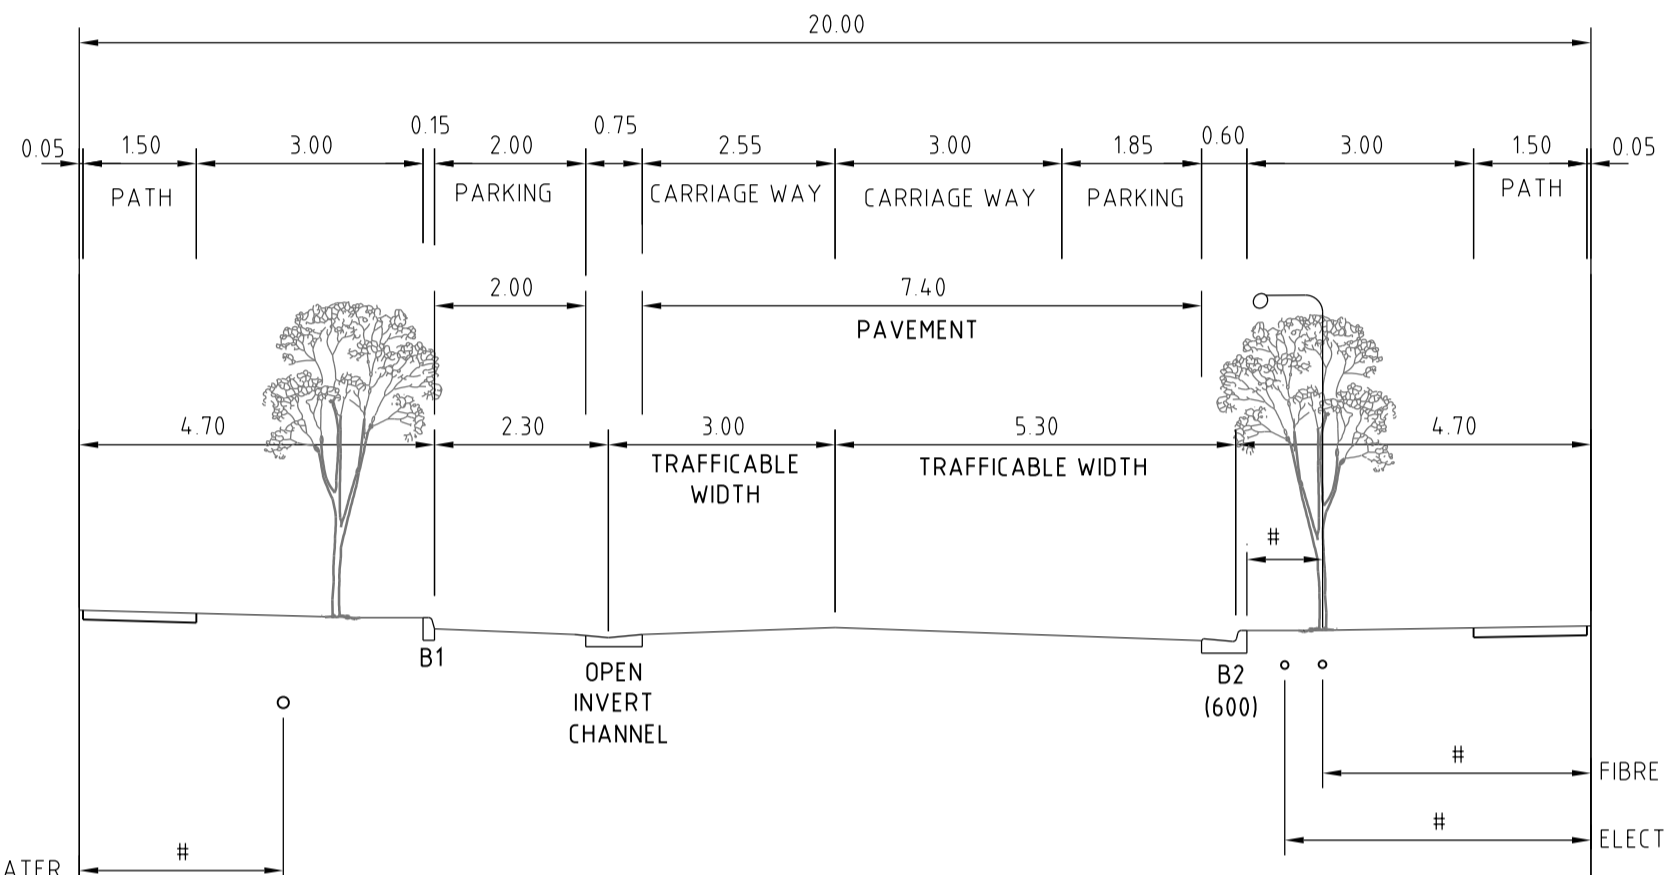 20.00
0.05 1.50 3.00 0.15 2.00 0.75 2.55 3.00 1.85 0.60 3.00 1.50 0.05
PATH PARKING CARRIAGE WAY CARRIAGE WAY PARKING PATH
2.00 7.40
PAVEMENT
4.70 2.30 3.00 5.30 4.70
TRAFFICABLE
WIDTH
TRAFFICABLE WIDTH
#
B1
OPEN
INVERT
CHANNEL
B2
(600)
# FIBRE
# ELECT
ATER #